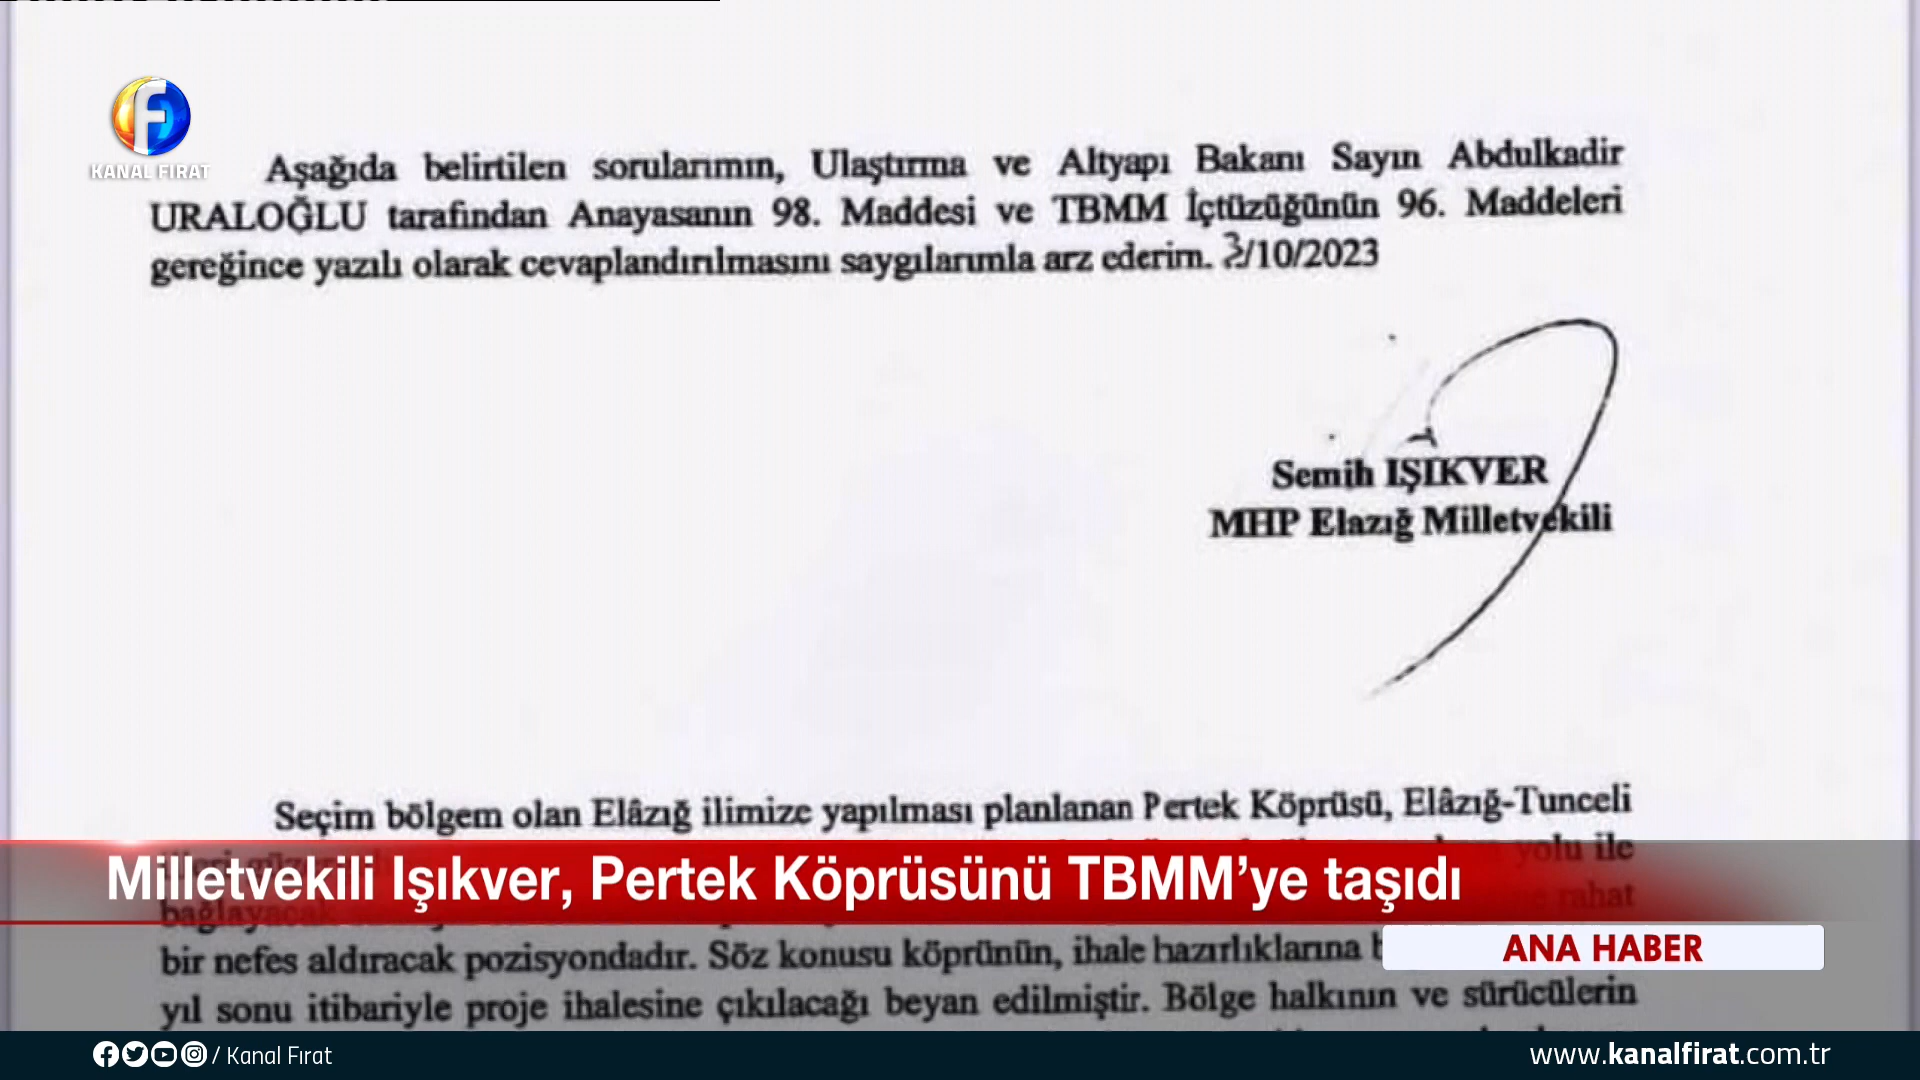 KANAL FIRAT
Aşağıda belirtilen sorularımın, Ulaştırma ve Altyapı Bakanı Sayın Abdulkadir
URALOĞLU tarafından Anayasanın 98. Maddesi ve TBMM İçtüzüğünün 96. Maddeleri
gereğince yazılı olarak cevaplandırılmasını saygılarımla arz ederim. 3/10/2023
Semih IŞIKVER
MHP Elazığ Milletvekili
Seçim bölgem olan Elâzığ ilimize yapılması planlanan Pertek Köprüsü, Elâzığ-Tunceli
yolu ile
Milletvekili Işıkver, Pertek Köprüsünü TBMM’ye taşıdı
bağlayacak rahat
ANA HABER
bir nefes aldıracak pozisyondadır. Söz konusu köprünün, ihale hazırlıklarına
yıl sonu itibariyle proje ihalesine çıkılacağı beyan edilmiştir. Bölge halkının ve sürücülerin
/ Kanal Fırat
www.kanalfirat.com.tr